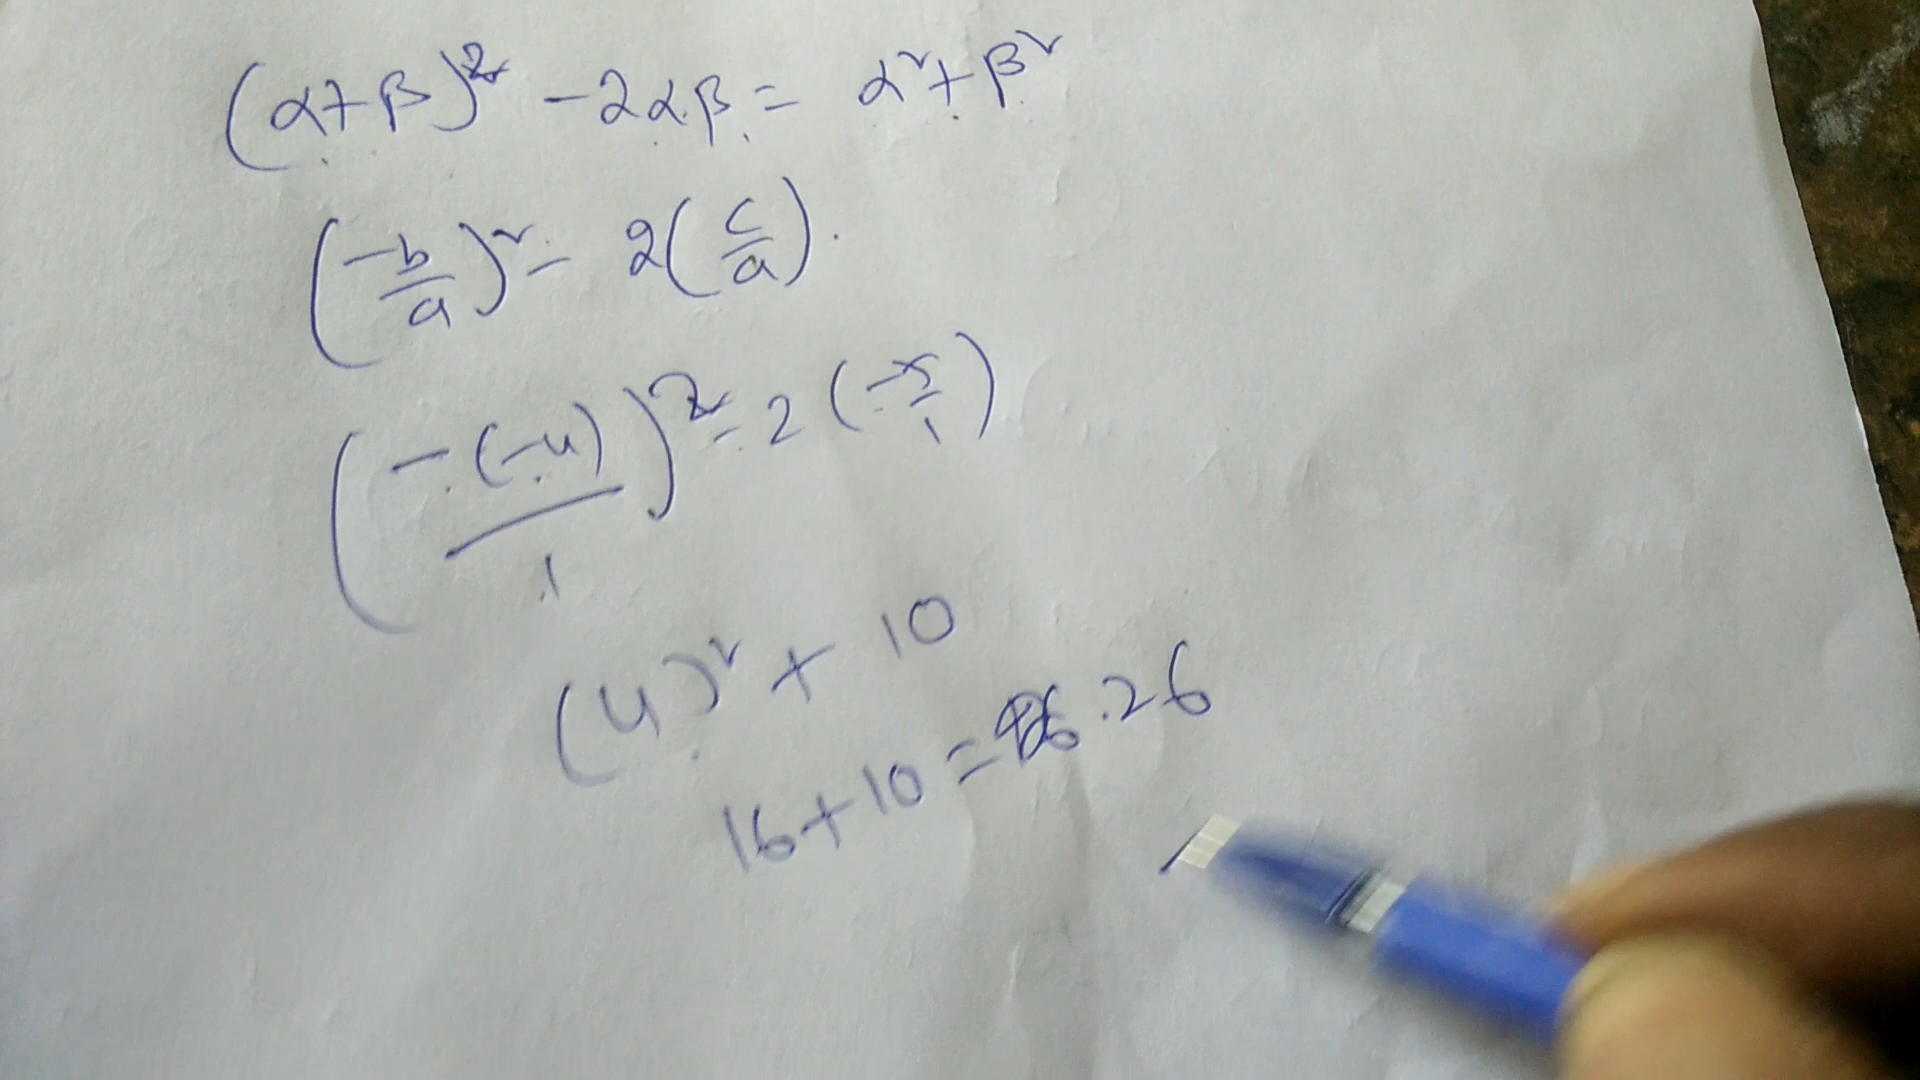 (α+β)² - 2αβ = α²+β²
(-b/a)² - 2(c/a).
(-(-4)/1)² - 2(-5/1)
(4)² + 10
16+10 = 26